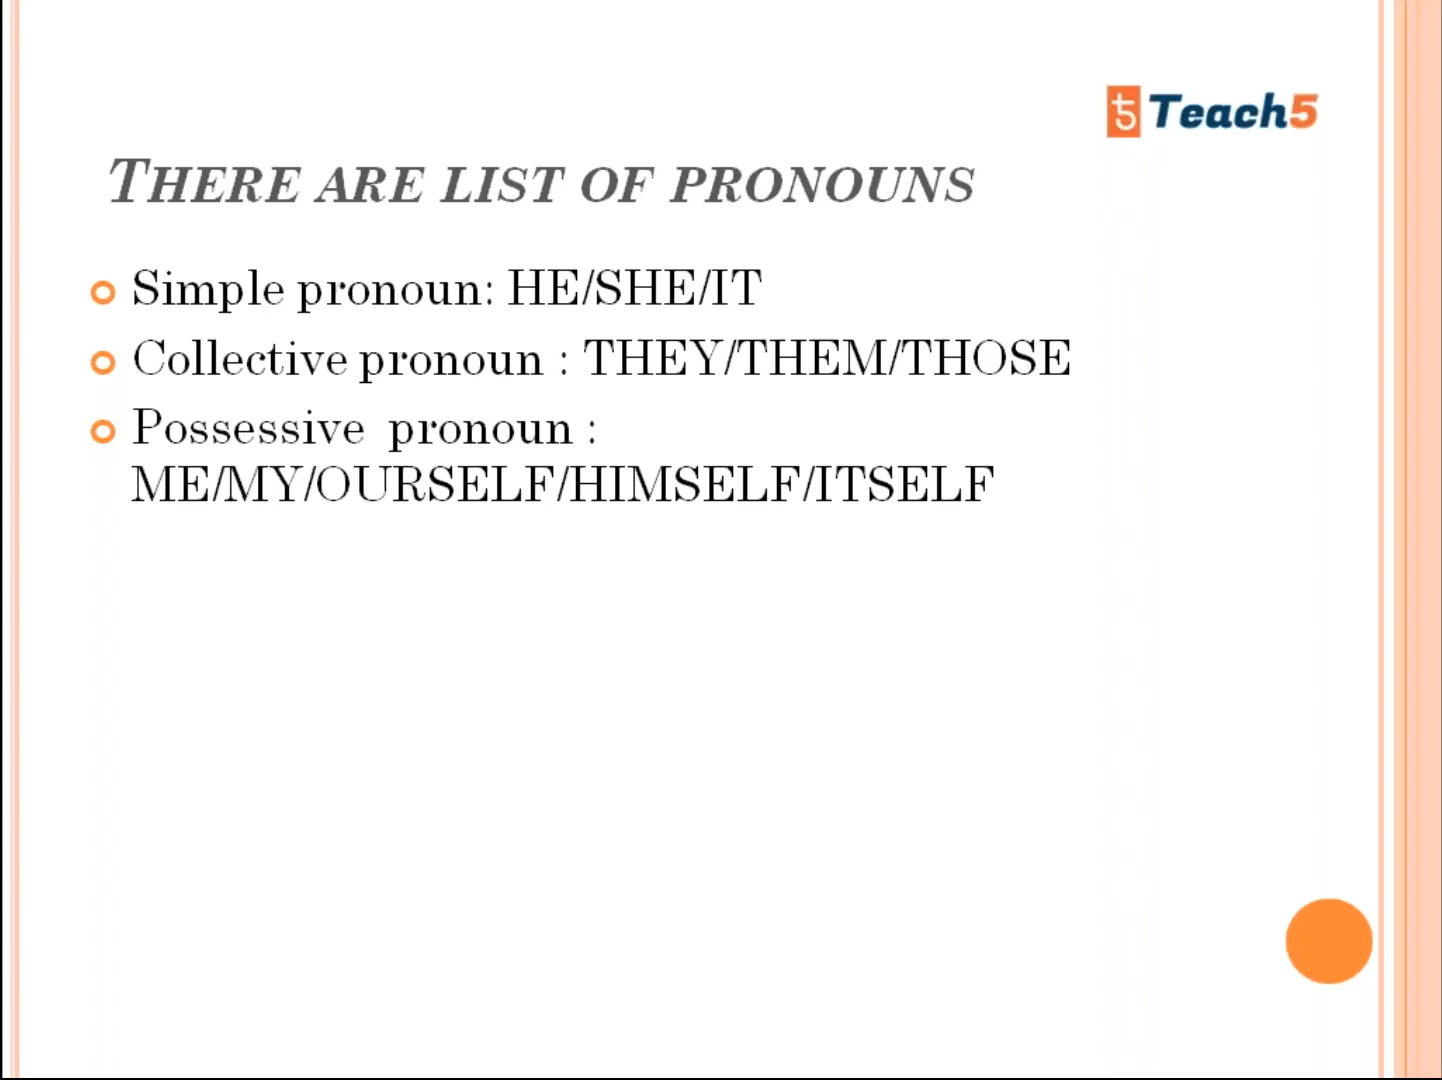 Teach5
THERE ARE LIST OF PRONOUNS
Simple pronoun: HE/SHE/IT
Collective pronoun : THEY/THEM/THOSE
Possessive pronoun :
ME/MY/OURSELF/HIMSELF/ITSELF